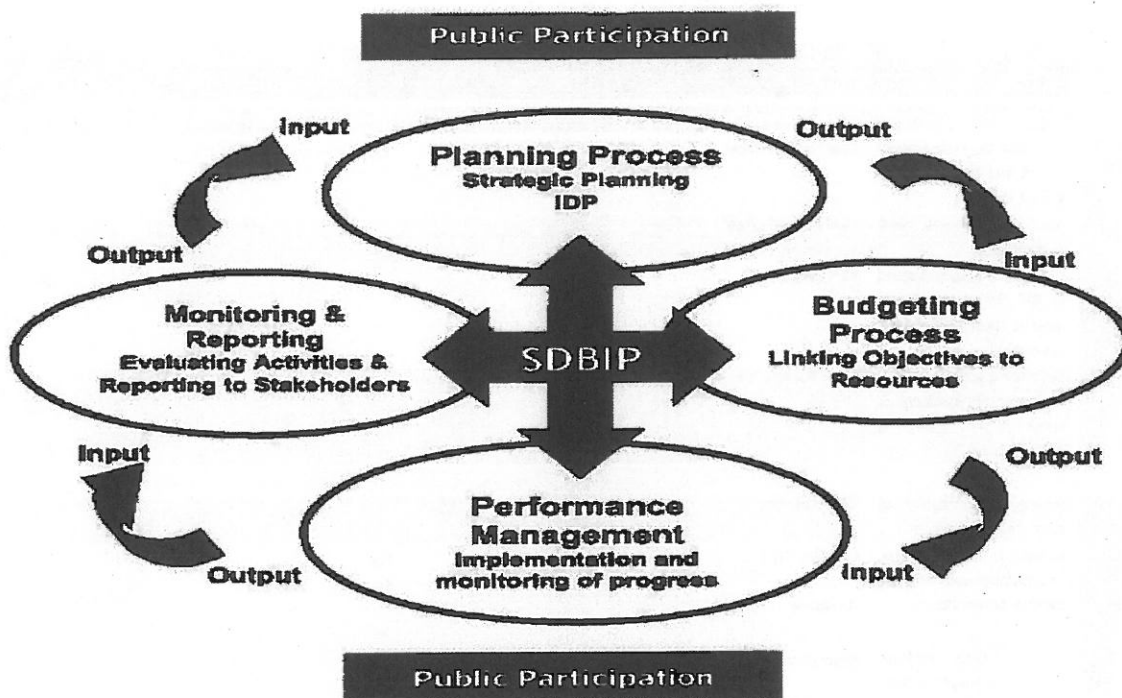 Public Participation
Input
Output
Planning Process
Strategic Planning
IDP
Output
Input
Monitoring &
Reporting
Evaluating Activities &
Reporting to Stakeholders
SDBIP
Budgeting
Process
Linking Objectives to
Resources
Input
Output
Performance
Management
Implementation and
monitoring of progress
Output
Input
Public Participation